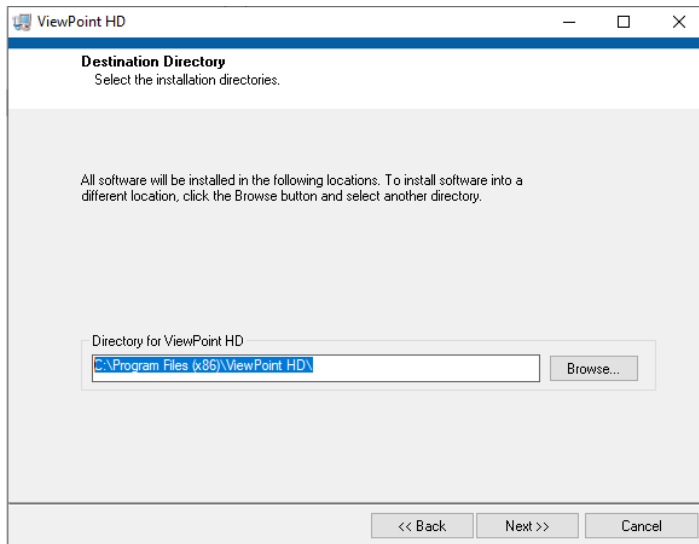 ViewPoint HD
Destination Directory
Select the installation directories.
All software will be installed in the following locations. To install software into a
different location, click the Browse button and select another directory.
Directory for ViewPoint HD
C:\Program Files (x86)\ViewPoint HD\
Browse...
<< Back
Next >>
Cancel